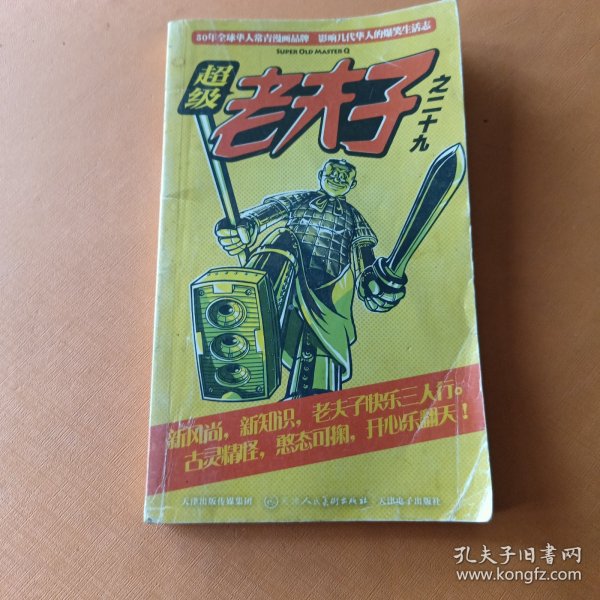 50年全球华人常青漫画品牌 影响几代华人的爆笑生活志
SUPER OLD MASTER Q
超级
老夫子
之二十九
新风尚，新知识，老夫子快乐三人行。
古灵精怪，憨态可掬，开心乐翻天！
天津出版传媒集团 天津人民美术出版社 天津电子出版社
孔夫子旧书网
www.kongfz.com